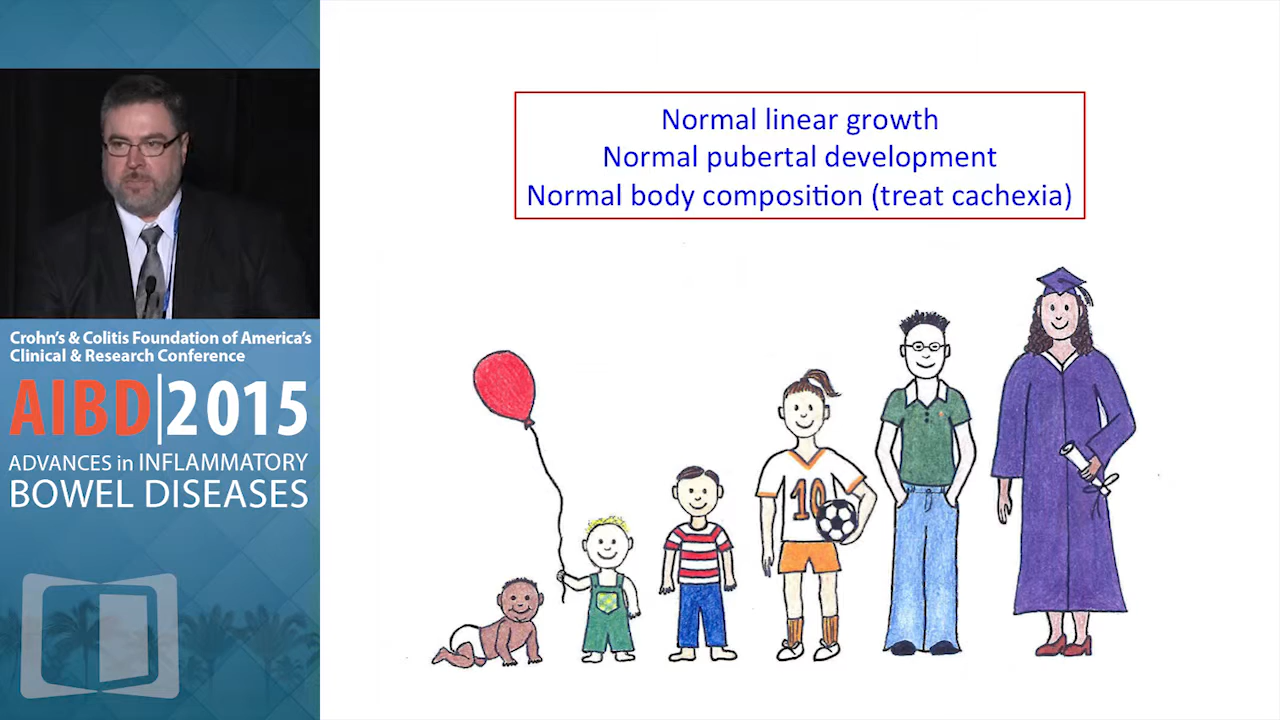 Normal linear growth
Normal pubertal development
Normal body composition (treat cachexia)
10
Crohn's & Colitis Foundation of America's
Clinical & Research Conference
AIBD|2015
ADVANCES in INFLAMMATORY
BOWEL DISEASES